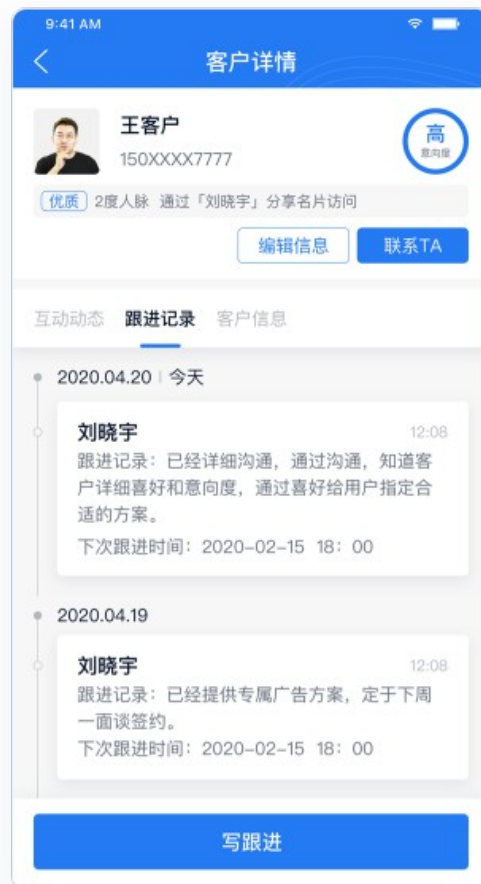 9:41 AM
客户详情
王客户
150XXXX7777
高
意向度
优质 2度人脉 通过「刘晓宇」分享名片访问
编辑信息 联系TA
互动动态 跟进记录 客户信息
2020.04.20 | 今天
刘晓宇 12:08
跟进记录：已经详细沟通，通过沟通，知道客
户详细喜好和意向度，通过喜好给用户指定合
适的方案。
下次跟进时间：2020-02-15 18：00
2020.04.19
刘晓宇 12:08
跟进记录：已经提供专属广告方案，定于下周
一面谈签约。
下次跟进时间：2020-02-15 18：00
写跟进